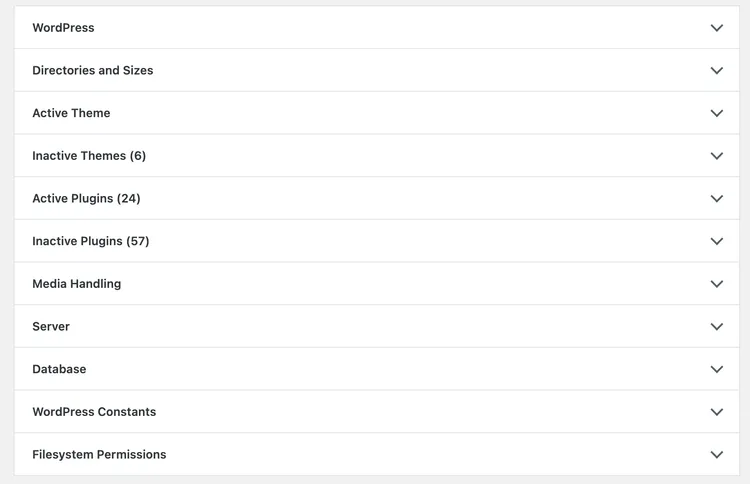 WordPress
Directories and Sizes
Active Theme
Inactive Themes (6)
Active Plugins (24)
Inactive Plugins (57)
Media Handling
Server
Database
WordPress Constants
Filesystem Permissions